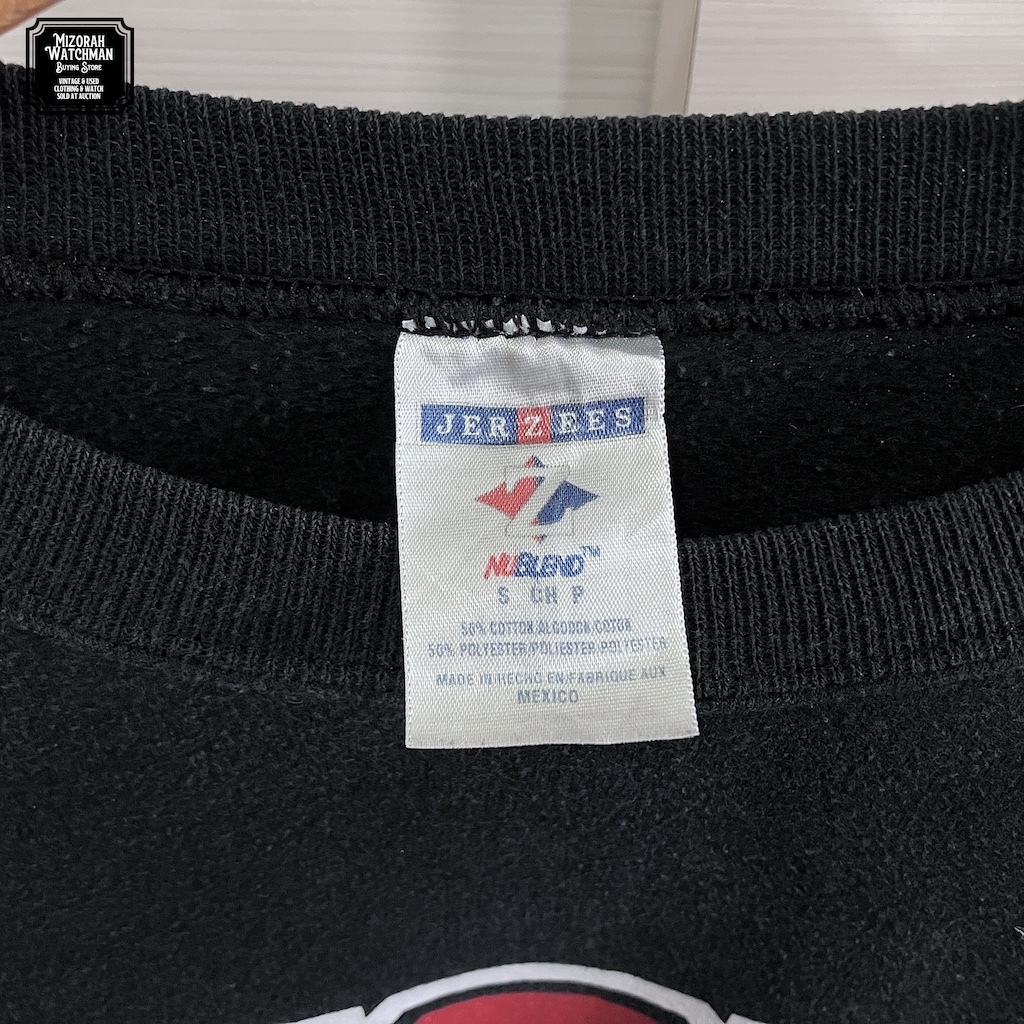 MIZORAH
WATCHMAN
BUYING STORE
VINTAGE & USED
CLOTHING & WATCH
SOLD AT AUCTION
JERZEES
NUBLEND™
S CH P
50% COTTON/ALGODON/COTON
50% POLYESTER/POLIESTER/POLYESTER
MADE IN/HECHO EN/FABRIQUE AUX
MEXICO